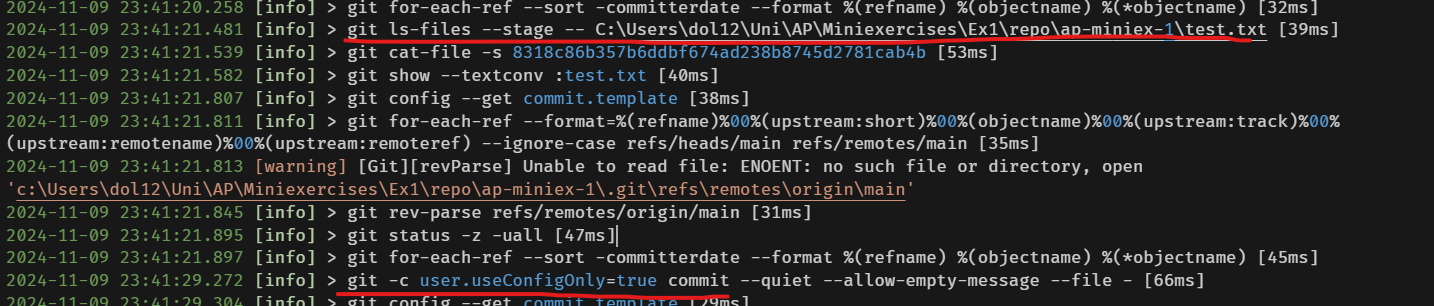 2024-11-09 23:41:20.258 [info] > git for-each-ref --sort -committerdate --format %(refname) %(objectname) %(*objectname) [32ms]
2024-11-09 23:41:21.481 [info] > git ls-files --stage -- C:\Users\dol12\Uni\AP\Miniexercises\Ex1\repo\ap-miniex-1\test.txt [39ms]
2024-11-09 23:41:21.539 [info] > git cat-file -s 8318c86b357b6ddbf674ad238b8745d2781cab4b [53ms]
2024-11-09 23:41:21.582 [info] > git show --textconv :test.txt [40ms]
2024-11-09 23:41:21.807 [info] > git config --get commit.template [38ms]
2024-11-09 23:41:21.811 [info] > git for-each-ref --format=%(refname)%00%(upstream:short)%00%(objectname)%00%(upstream:track)%00%
(upstream:remotename)%00%(upstream:remoteref) --ignore-case refs/heads/main refs/remotes/main [35ms]
2024-11-09 23:41:21.813 [warning] [Git][revParse] Unable to read file: ENOENT: no such file or directory, open
'c:\Users\dol12\Uni\AP\Miniexercises\Ex1\repo\ap-miniex-1\.git\refs\remotes\origin\main'
2024-11-09 23:41:21.845 [info] > git rev-parse refs/remotes/origin/main [31ms]
2024-11-09 23:41:21.895 [info] > git status -z -uall [47ms]
2024-11-09 23:41:21.897 [info] > git for-each-ref --sort -committerdate --format %(refname) %(objectname) %(*objectname) [45ms]
2024-11-09 23:41:29.272 [info] > git -c user.useConfigOnly=true commit --quiet --allow-empty-message --file - [66ms]
2024-11-09 23:41:29.304 [info] > git config --get commit.template [29ms]